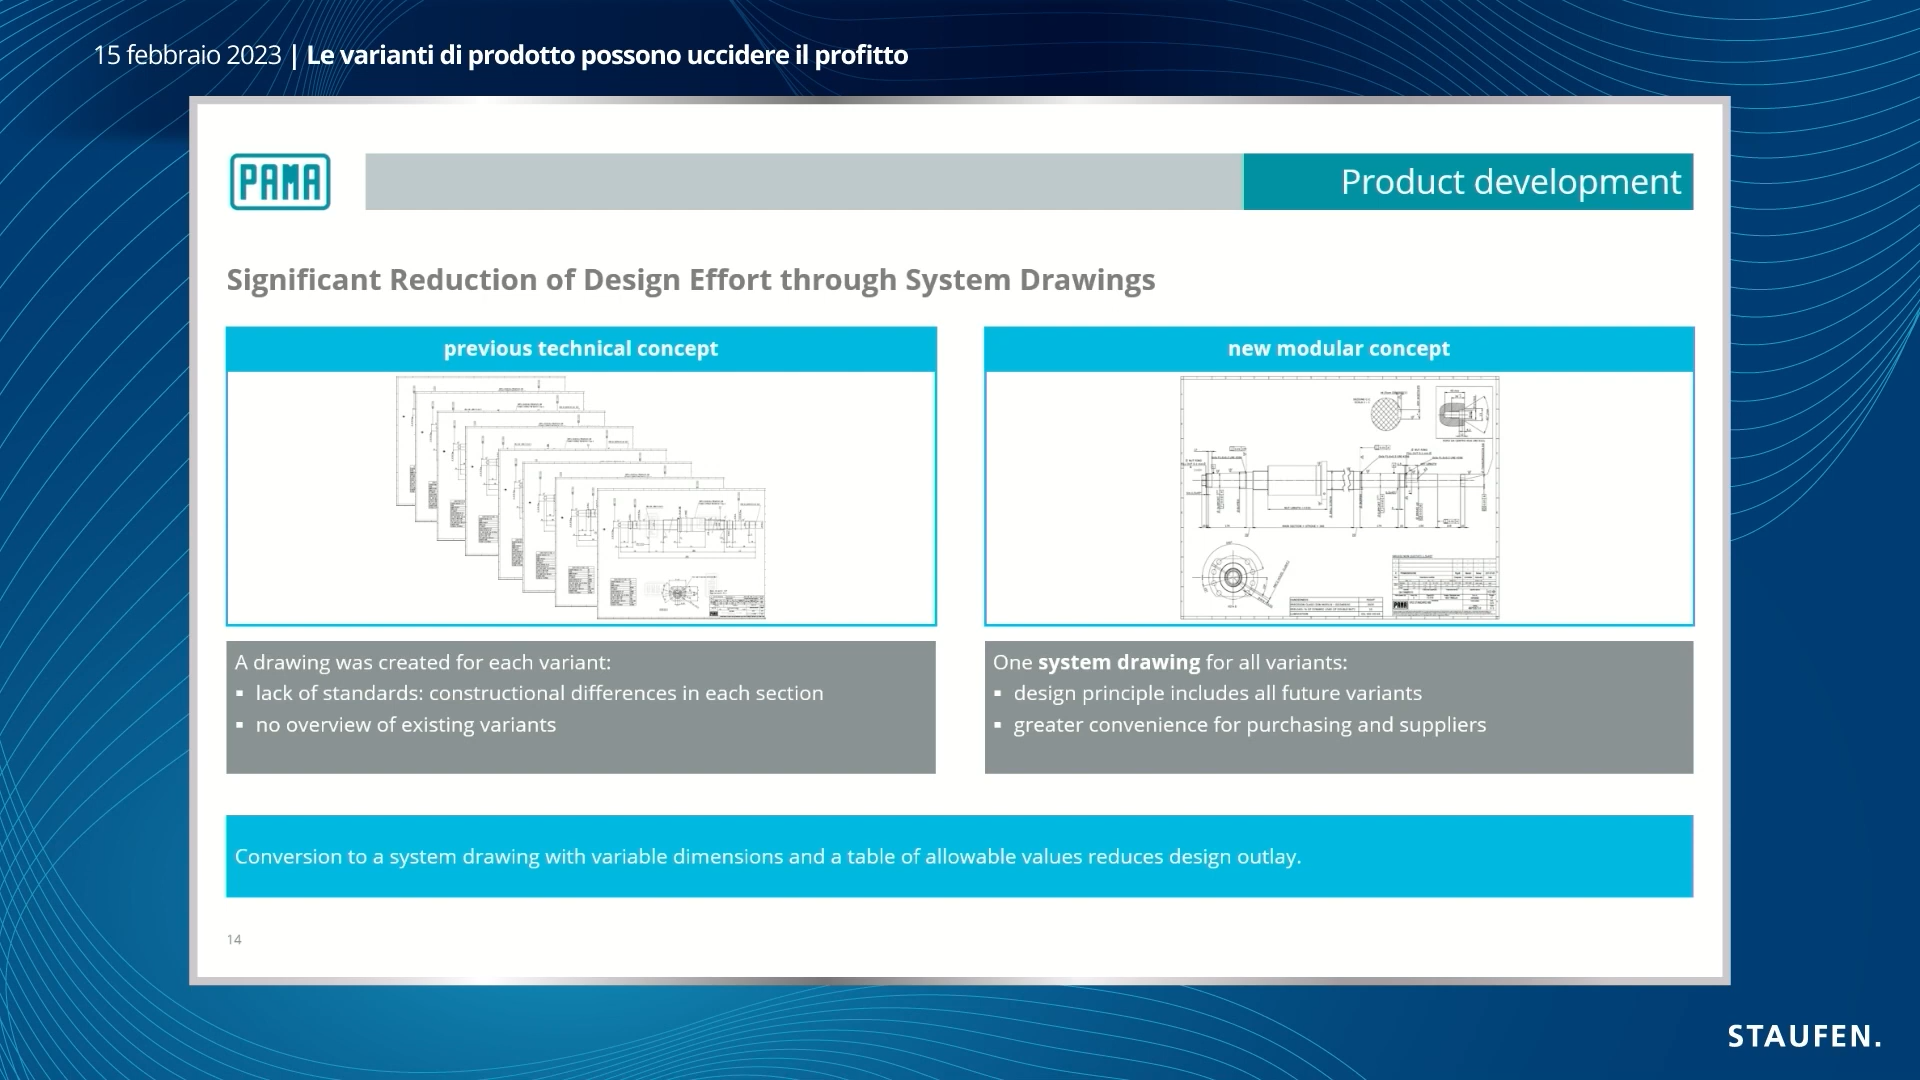 15 febbraio 2023 | Le varianti di prodotto possono uccidere il profitto
PAMA
Product development
Significant Reduction of Design Effort through System Drawings
previous technical concept
new modular concept
A drawing was created for each variant:
▪ lack of standards: constructional differences in each section
▪ no overview of existing variants
One system drawing for all variants:
▪ design principle includes all future variants
▪ greater convenience for purchasing and suppliers
Conversion to a system drawing with variable dimensions and a table of allowable values reduces design outlay.
14
STAUFEN.